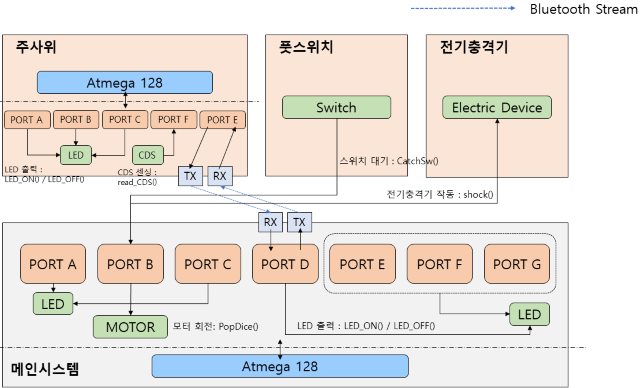 Bluetooth Stream
주사위
풋스위치
전기충격기
Atmega 128
Switch
Electric Device
PORT A
PORT B
PORT C
PORT F
PORT E
LED
CDS
LED 출력 :
LED_ON() / LED_OFF()
CDS 센싱 :
read_CDS()
스위치 대기 : CatchSw()
TX
RX
전기충격기 작동 : shock()
RX
TX
PORT A
PORT B
PORT C
PORT D
PORT E
PORT F
PORT G
LED
MOTOR
모터 회전: PopDice()
LED 출력 : LED_ON() / LED_OFF()
LED
메인시스템
Atmega 128